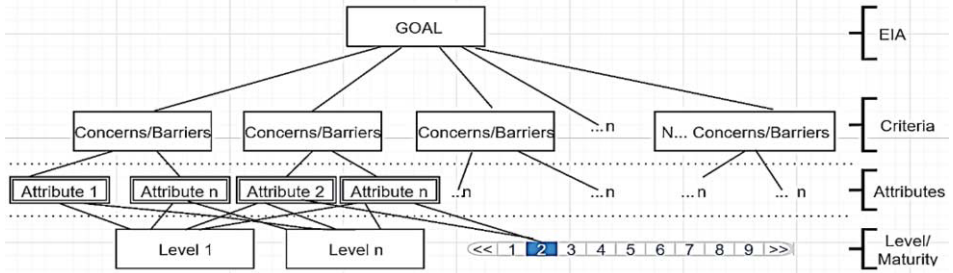 GOAL
EIA
Concerns/Barriers Concerns/Barriers Concerns/Barriers ...n N... Concerns/Barriers Criteria
Attribute 1 Attribute n Attribute 2 Attribute n ...n ...n ... n ... n Attributes
Level 1 Level n << 1 2 3 4 5 6 7 8 9 >> Level/
Maturity